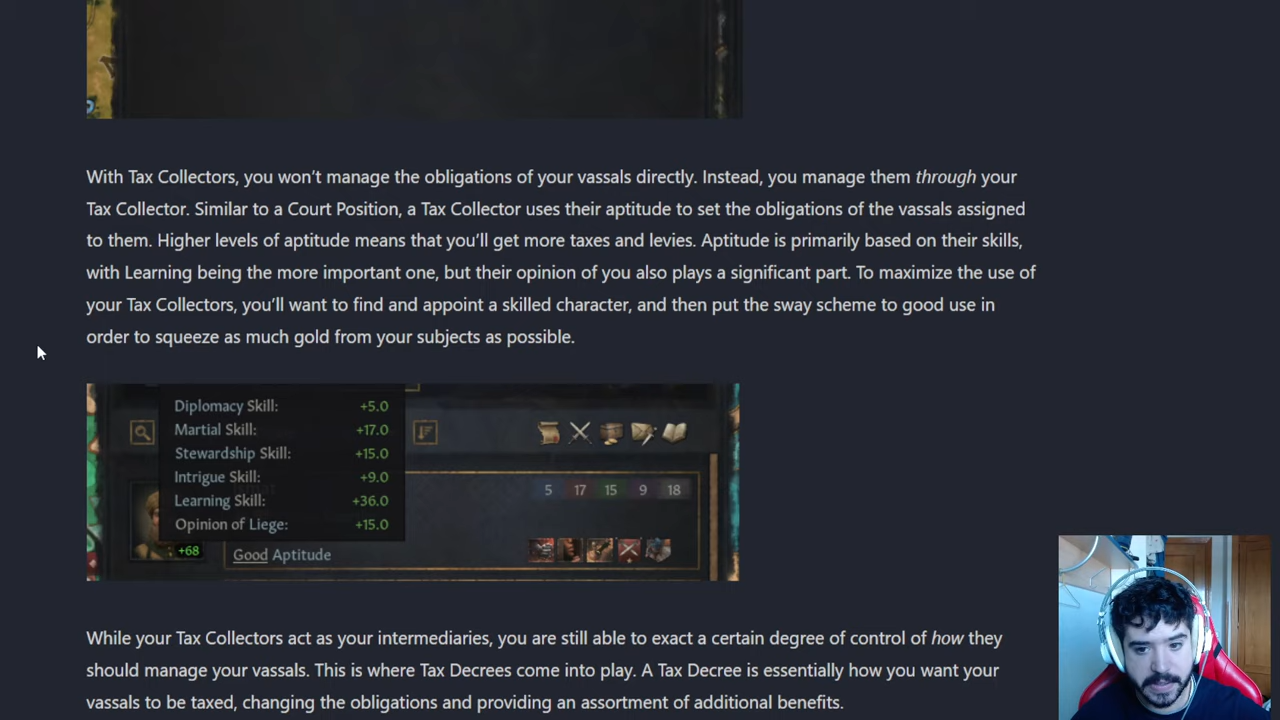 With Tax Collectors, you won’t manage the obligations of your vassals directly. Instead, you manage them through your
Tax Collector. Similar to a Court Position, a Tax Collector uses their aptitude to set the obligations of the vassals assigned
to them. Higher levels of aptitude means that you’ll get more taxes and levies. Aptitude is primarily based on their skills,
with Learning being the more important one, but their opinion of you also plays a significant part. To maximize the use of
your Tax Collectors, you’ll want to find and appoint a skilled character, and then put the sway scheme to good use in
order to squeeze as much gold from your subjects as possible.
Diplomacy Skill: +5.0
Martial Skill: +17.0
Stewardship Skill: +15.0
Intrigue Skill: +9.0
5 17 15 9 18
Learning Skill: +36.0
Opinion of Liege: +15.0
+68
Good Aptitude
While your Tax Collectors act as your intermediaries, you are still able to exact a certain degree of control of how they
should manage your vassals. This is where Tax Decrees come into play. A Tax Decree is essentially how you want your
vassals to be taxed, changing the obligations and providing an assortment of additional benefits.